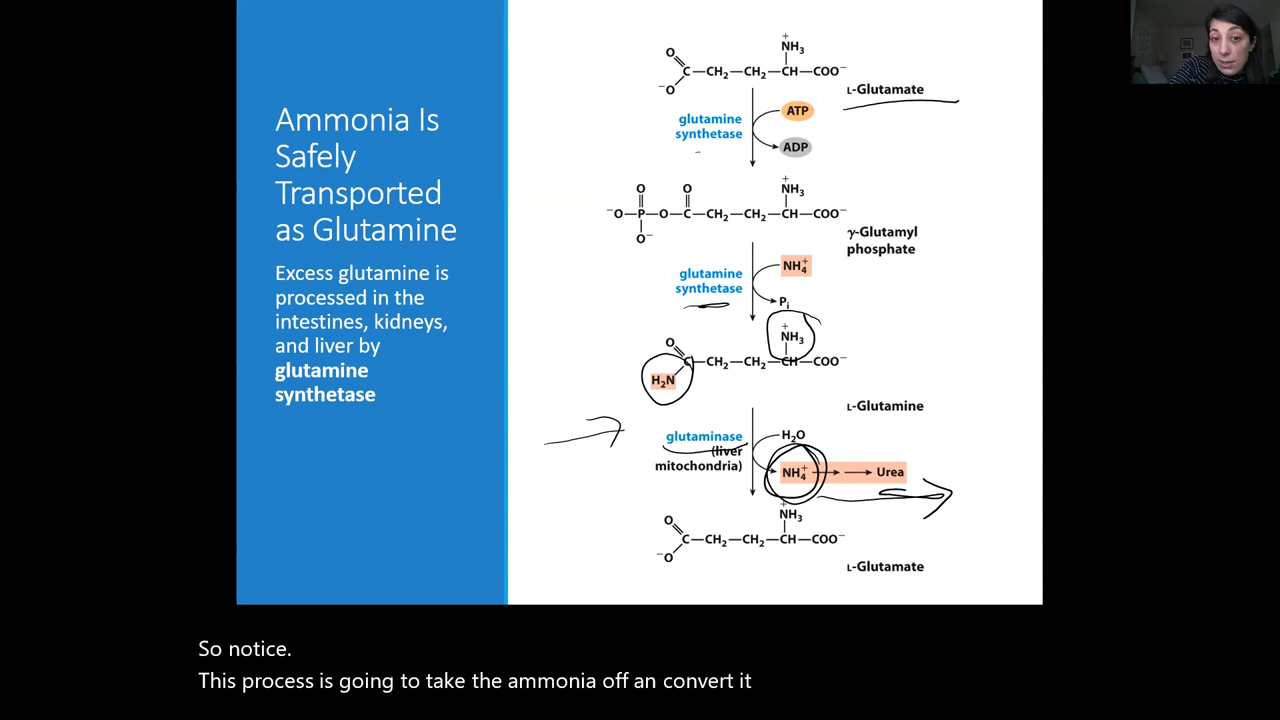 Ammonia Is
Safely
Transported
as Glutamine
Excess glutamine is
processed in the
intestines, kidneys,
and liver by
glutamine
synthetase
O
C—CH₂—CH₂—CH—COO⁻
⁺NH₃
⁻O
L-Glutamate
glutamine
synthetase
ATP
ADP
O
O
⁺NH₃
⁻O—P—O—C—CH₂—CH₂—CH—COO⁻
O⁻
γ-Glutamyl
phosphate
glutamine
synthetase
NH₄⁺
Pᵢ
⁺NH₃
O
C—CH₂—CH₂—CH—COO⁻
H₂N
L-Glutamine
glutaminase
(liver
mitochondria)
H₂O
NH₄⁺ → → Urea
⁺NH₃
O
C—CH₂—CH₂—CH—COO⁻
⁻O
L-Glutamate
So notice.
This process is going to take the ammonia off an convert it